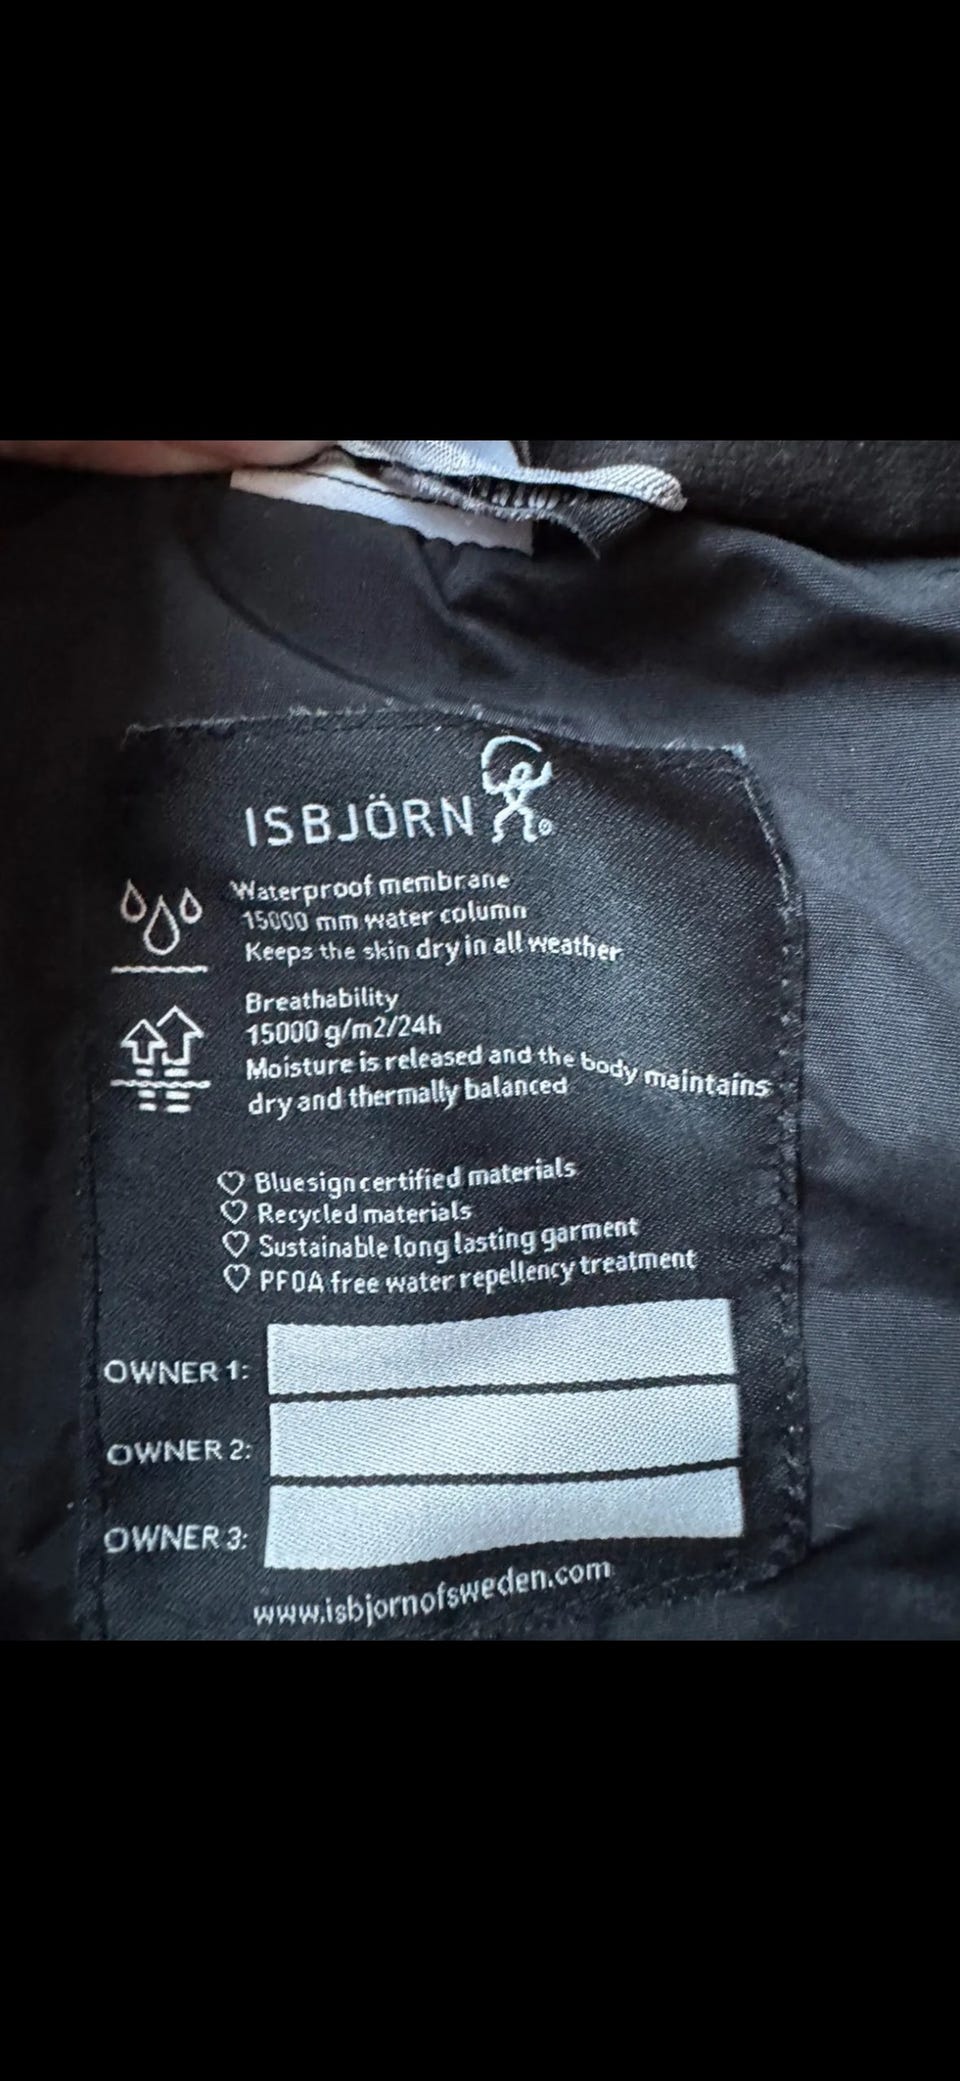 ISBJÖRN
Waterproof membrane
15000 mm water column
Keeps the skin dry in all weather
Breathability
15000 g/m2/24h
Moisture is released and the body maintains
dry and thermally balanced
Bluesign certified materials
Recycled materials
Sustainable long lasting garment
PFOA free water repellency treatment
OWNER 1:
OWNER 2:
OWNER 3:
www.isbjornofsweden.com